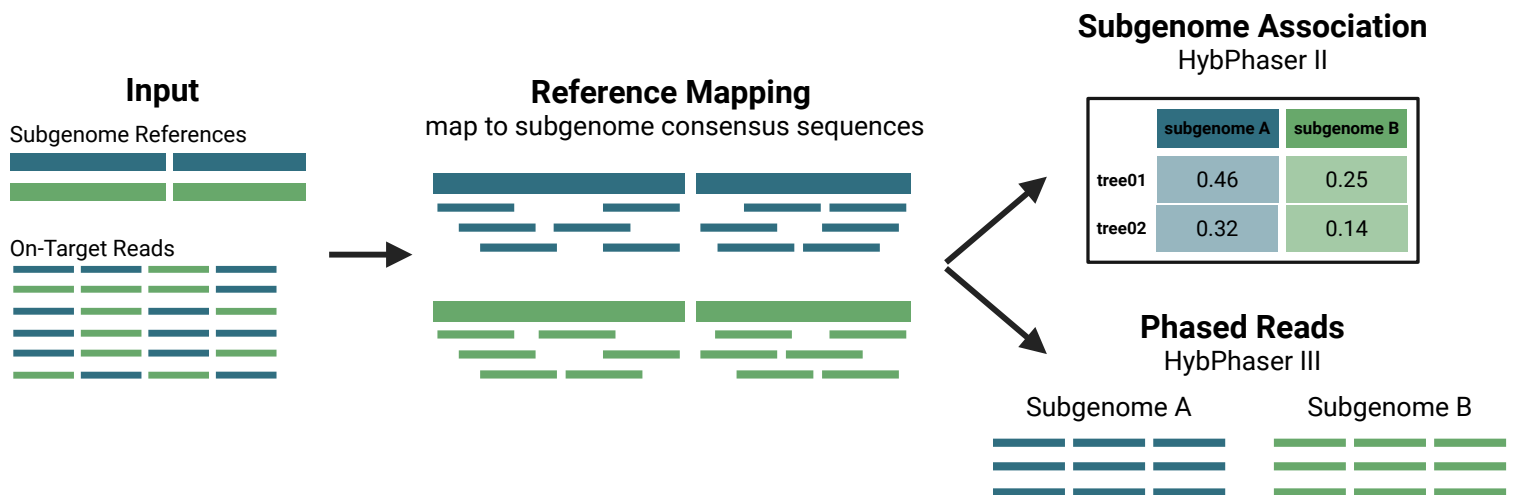 Input
Subgenome References
On-Target Reads
Reference Mapping
map to subgenome consensus sequences
Subgenome Association
HybPhaser II
subgenome A subgenome B
tree01 0.46 0.25
tree02 0.32 0.14
Phased Reads
HybPhaser III
Subgenome A Subgenome B